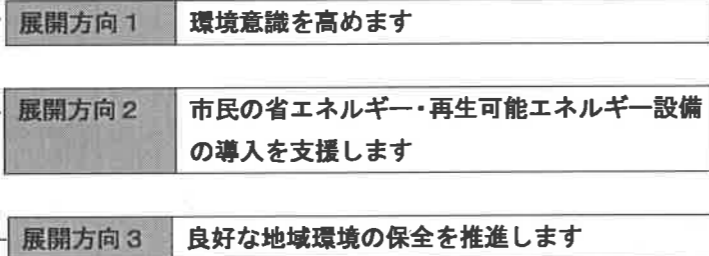 展開方向1 環境意識を高めます
展開方向2 市民の省エネルギー・再生可能エネルギー設備
の導入を支援します
展開方向3 良好な地域環境の保全を推進します